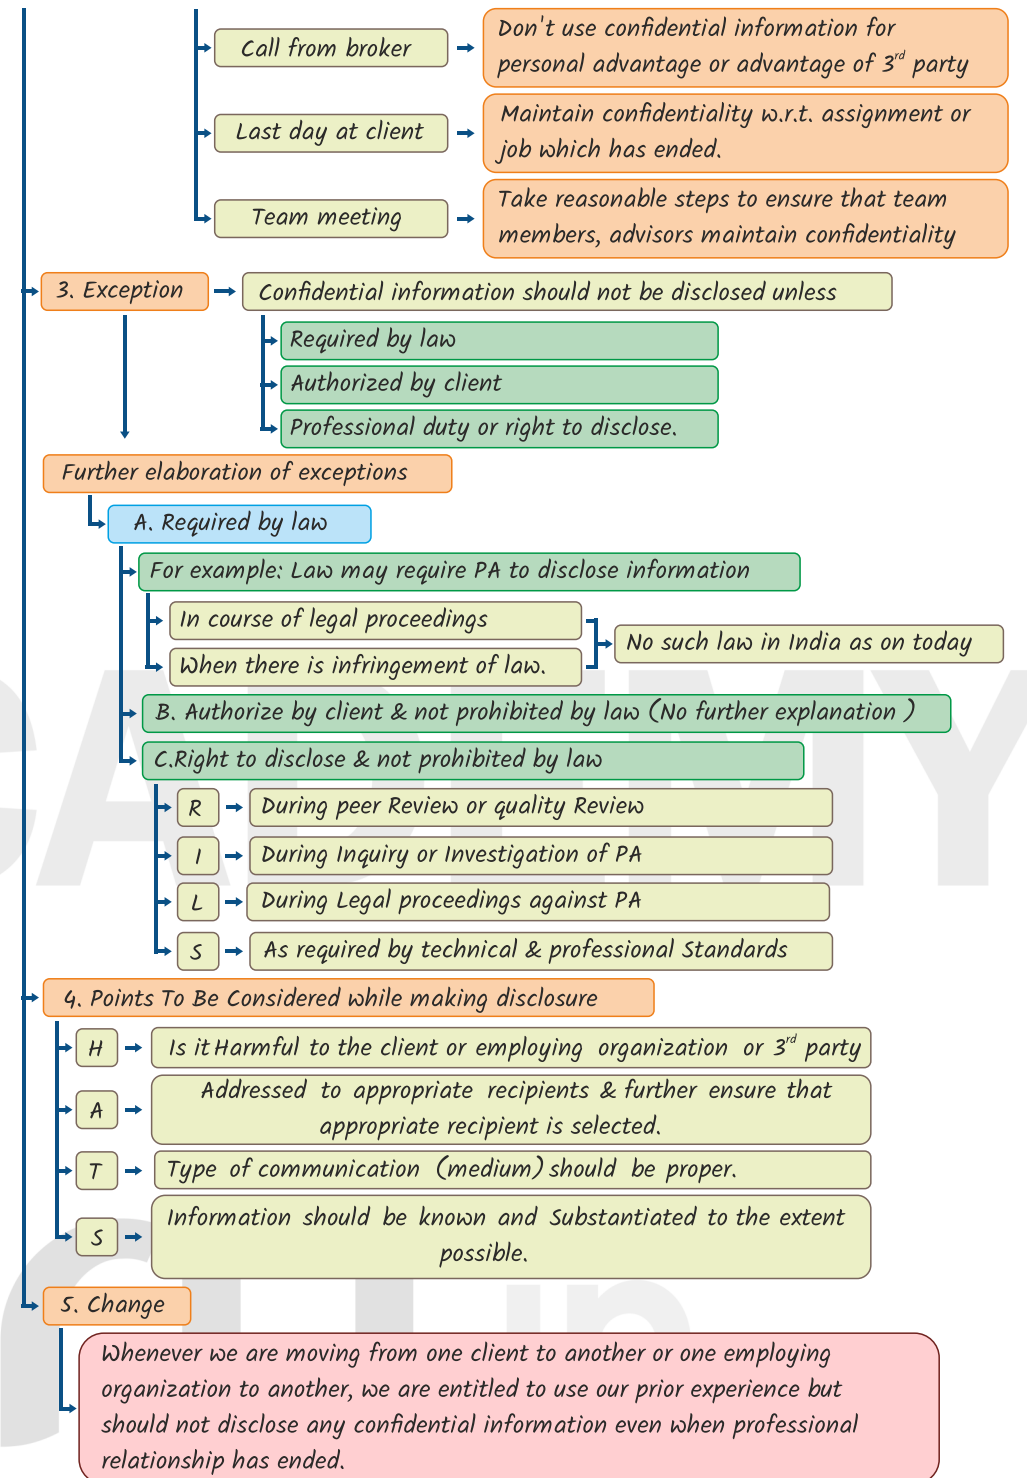 Call from broker
Don't use confidential information for
personal advantage or advantage of 3rd party
Last day at client
Maintain confidentiality w.r.t. assignment or
job which has ended.
Team meeting
Take reasonable steps to ensure that team
members, advisors maintain confidentiality
3. Exception
Confidential information should not be disclosed unless
Required by law
Authorized by client
Professional duty or right to disclose.
Further elaboration of exceptions
A. Required by law
For example: Law may require PA to disclose information
In course of legal proceedings
When there is infringement of law.
No such law in India as on today
B. Authorize by client & not prohibited by law (No further explanation )
C.Right to disclose & not prohibited by law
R
During peer Review or quality Review
I
During Inquiry or Investigation of PA
L
During Legal proceedings against PA
S
As required by technical & professional Standards
4. Points To Be Considered while making disclosure
H
Is it Harmful to the client or employing organization or 3rd party
A
Addressed to appropriate recipients & further ensure that
appropriate recipient is selected.
T
Type of communication (medium) should be proper.
S
Information should be known and Substantiated to the extent
possible.
5. Change
Whenever we are moving from one client to another or one employing
organization to another, we are entitled to use our prior experience but
should not disclose any confidential information even when professional
relationship has ended.